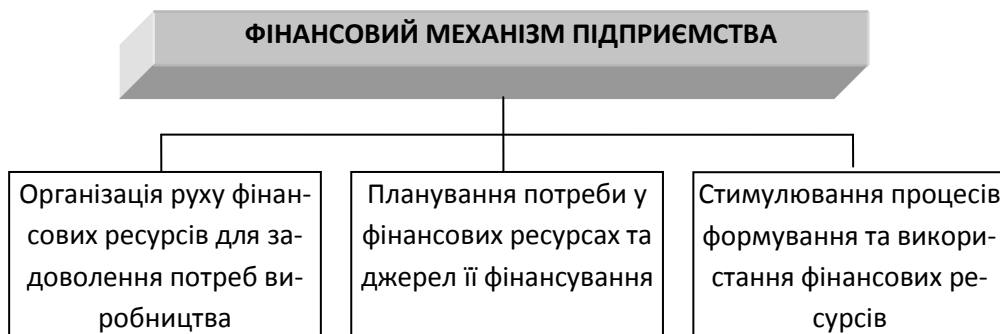 ФІНАНСОВИЙ МЕХАНІЗМ ПІДПРИЄМСТВА
Організація руху фінан-
сових ресурсів для за-
доволення потреб ви-
робництва
Планування потреби у
фінансових ресурсах та
джерел її фінансування
Стимулювання процесів
формування та викори-
стання фінансових ре-
сурсів